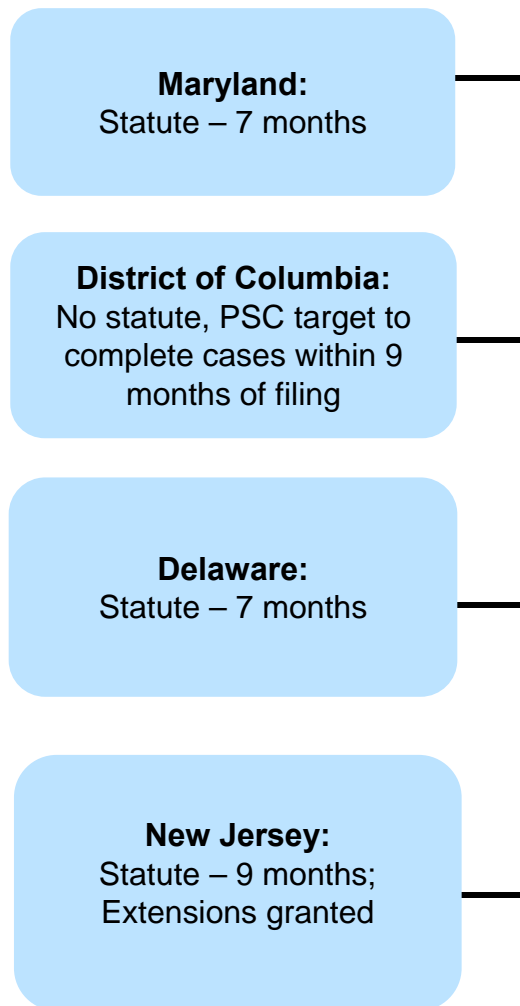 Maryland:
Statute – 7 months
District of Columbia:
No statute, PSC target to
complete cases within 9
months of filing
Delaware:
Statute – 7 months
New Jersey:
Statute – 9 months;
Extensions granted